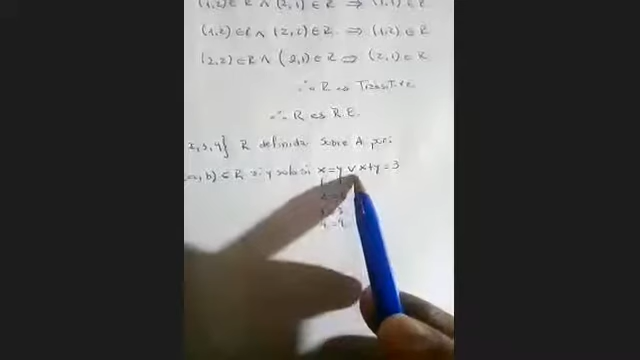 (1,2) ∈ R ∧ (2,1) ∈ R ⟹ (1,1) ∈ R
(1,2) ∈ R ∧ (2,2) ∈ R ⟹ (1,2) ∈ R
(2,2) ∈ R ∧ (2,1) ∈ R ⟹ (2,1) ∈ R
∴ R es Transitiva
∴ R es R.E.
2,3,4} R definida sobre A por:
(a,b) ∈ R si y solo si x=y ∨ x+y=3